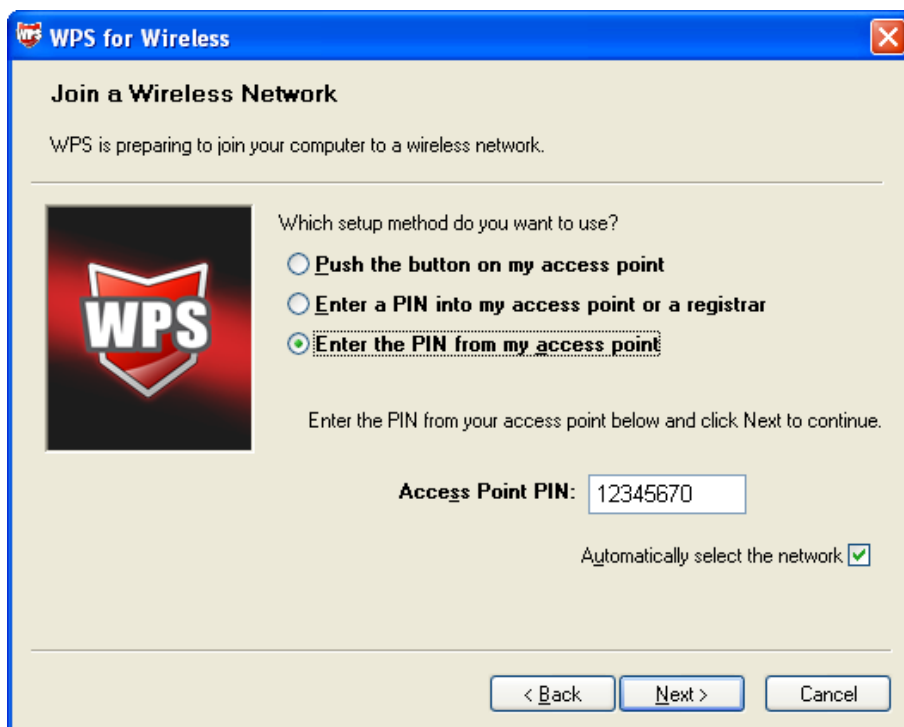 WPS for Wireless
Join a Wireless Network
WPS is preparing to join your computer to a wireless network.
WPS
Which setup method do you want to use?
Push the button on my access point
Enter a PIN into my access point or a registrar
Enter the PIN from my access point
Enter the PIN from your access point below and click Next to continue.
Access Point PIN: 12345670
Automatically select the network
< Back Next > Cancel